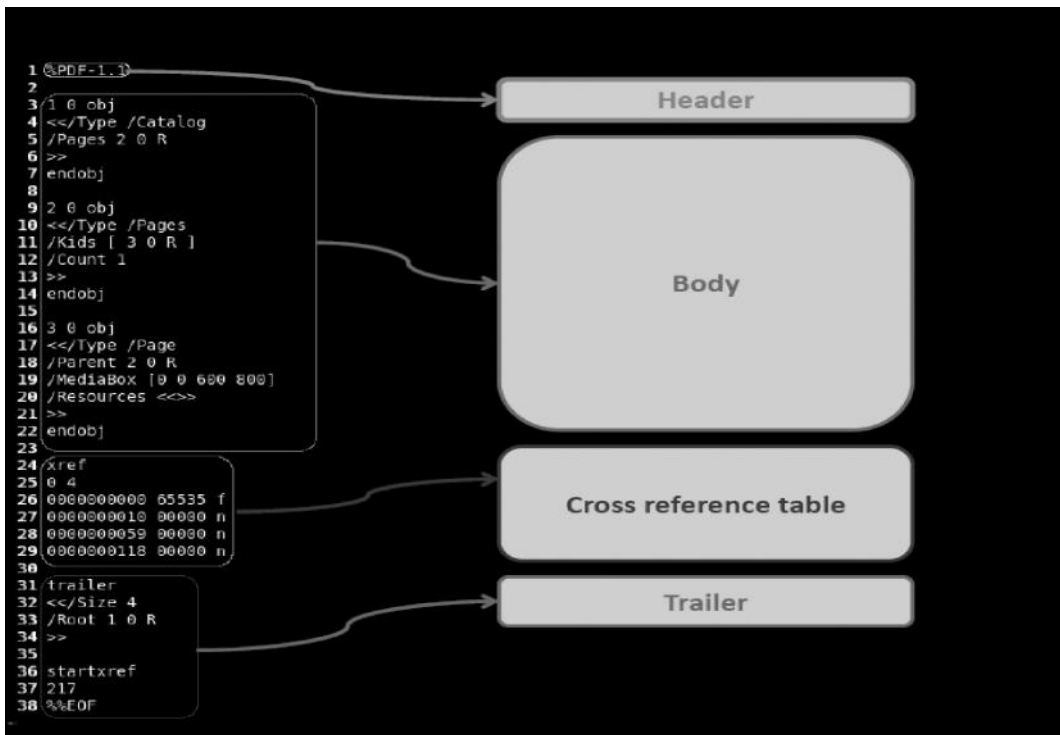 1 %PDF-1.1
2
3 1 0 obj
4 <</Type /Catalog
5 /Pages 2 0 R
6 >>
7 endobj
8
9 2 0 obj
10 <</Type /Pages
11 /Kids [ 3 0 R ]
12 /Count 1
13 >>
14 endobj
15
16 3 0 obj
17 <</Type /Page
18 /Parent 2 0 R
19 /MediaBox [0 0 600 800]
20 /Resources <<>>
21 >>
22 endobj
23
24 xref
25 0 4
26 0000000000 65535 f
27 0000000010 00000 n
28 0000000059 00000 n
29 0000000118 00000 n
30
31 trailer
32 <</Size 4
33 /Root 1 0 R
34 >>
35
36 startxref
37 217
38 %%EOF
Header
Body
Cross reference table
Trailer